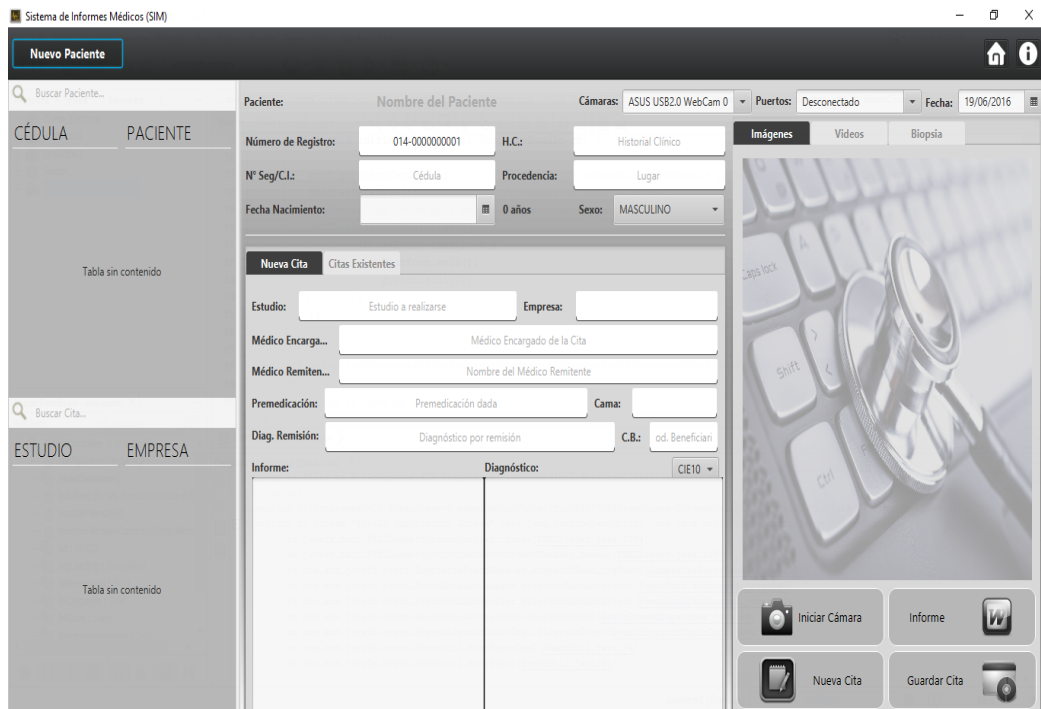 Sistema de Informes Médicos (SIM)
Nuevo Paciente
Buscar Paciente...
CÉDULA PACIENTE
Tabla sin contenido
Buscar Cita...
ESTUDIO EMPRESA
Tabla sin contenido
Paciente: Nombre del Paciente Cámaras: ASUS USB2.0 WebCam 0 Puertos: Desconectado Fecha: 19/06/2016
Número de Registro: 014-0000000001 H.C.: Historial Clínico
N° Seg/C.I.: Cédula Procedencia: Lugar
Fecha Nacimiento: 0 años Sexo: MASCULINO
Nueva Cita Citas Existentes
Estudio: Estudio a realizarse Empresa:
Médico Encarga... Médico Encargado de la Cita
Médico Remiten... Nombre del Médico Remitente
Premedicación: Premedicación dada Cama:
Diag. Remisión: Diagnóstico por remisión C.B.: od. Beneficiari
Informe: Diagnóstico: CIE10
Imágenes Videos Biopsia
Caps lock
A
Shift
Ctrl
Iniciar Cámara Informe W
Nueva Cita Guardar Cita